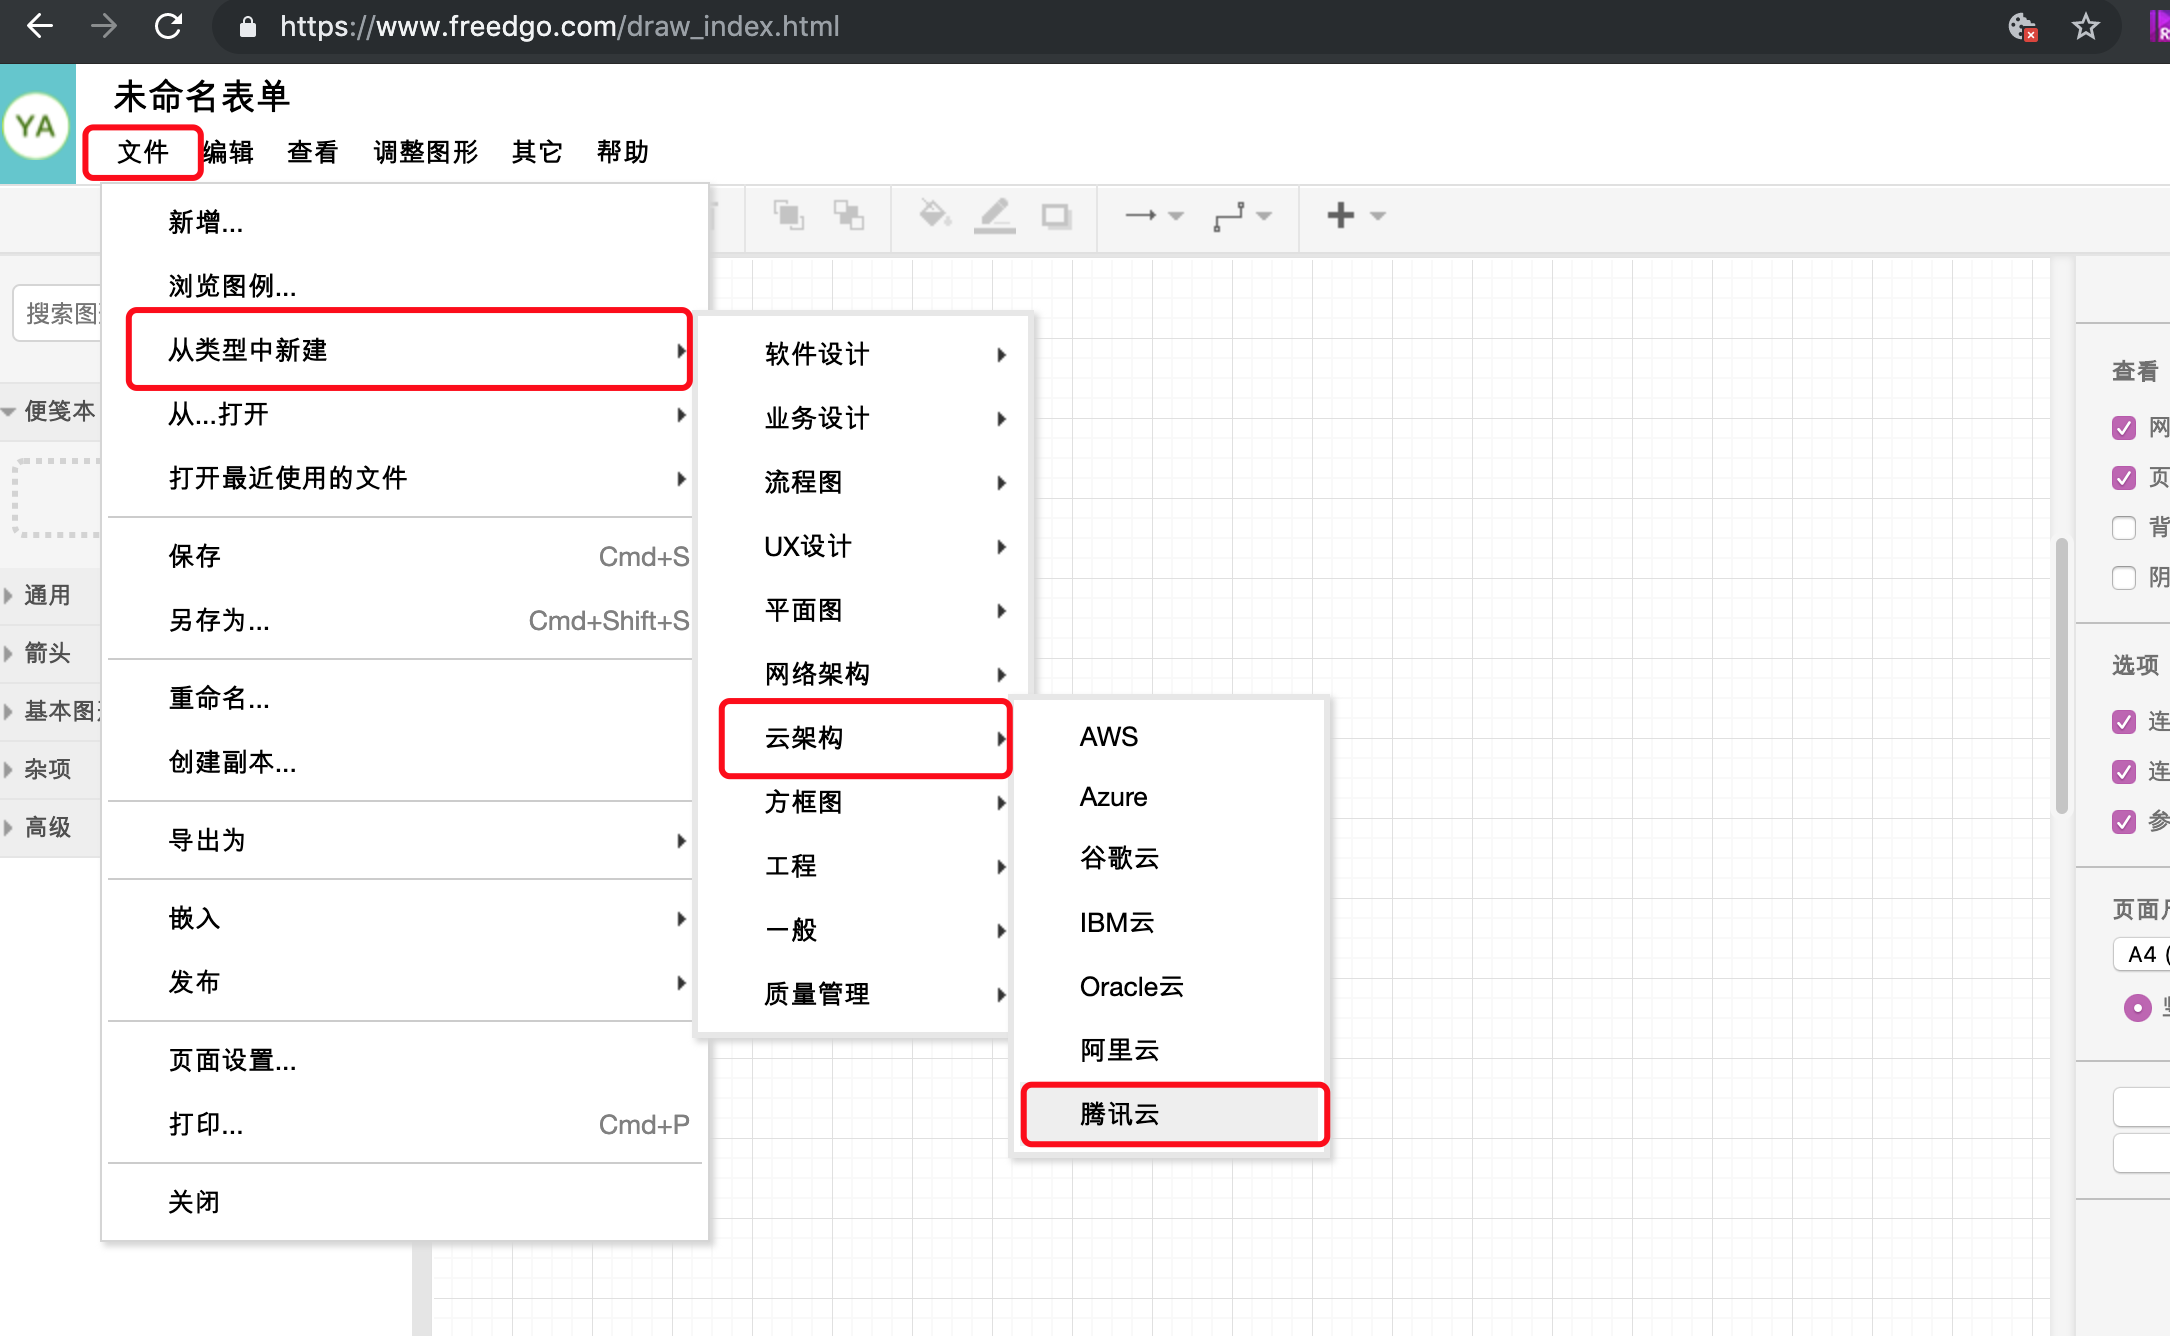 https://www.freedgo.com/draw_index.html
未命名表单
YA
文件 编辑 查看 调整图形 其它 帮助
新增...
浏览图例...
从类型中新建
从...打开
打开最近使用的文件
保存 Cmd+S
另存为... Cmd+Shift+S
重命名...
创建副本...
导出为
嵌入
发布
页面设置...
打印... Cmd+P
关闭
软件设计
业务设计
流程图
UX设计
平面图
网络架构
云架构
方框图
工程
一般
质量管理
AWS
Azure
谷歌云
IBM云
Oracle云
阿里云
腾讯云
搜索图
便笺本
通用
箭头
基本图
杂项
高级
查看
网
页
背
阴
选项
连
连
参
页面
A4 (